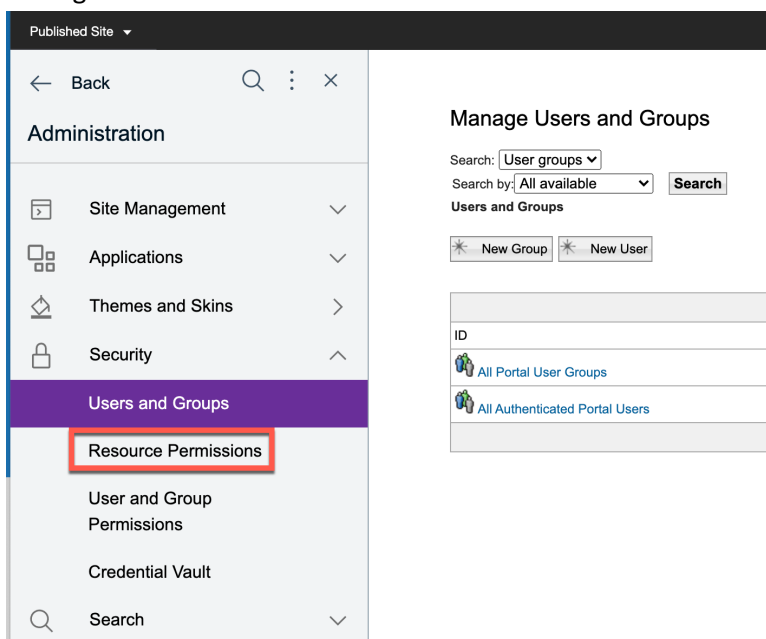 Published Site
Back
Administration
Site Management
Applications
Themes and Skins
Security
Users and Groups
Resource Permissions
User and Group
Permissions
Credential Vault
Search
Manage Users and Groups
Search: User groups
Search by: All available Search
Users and Groups
New Group New User
ID
All Portal User Groups
All Authenticated Portal Users